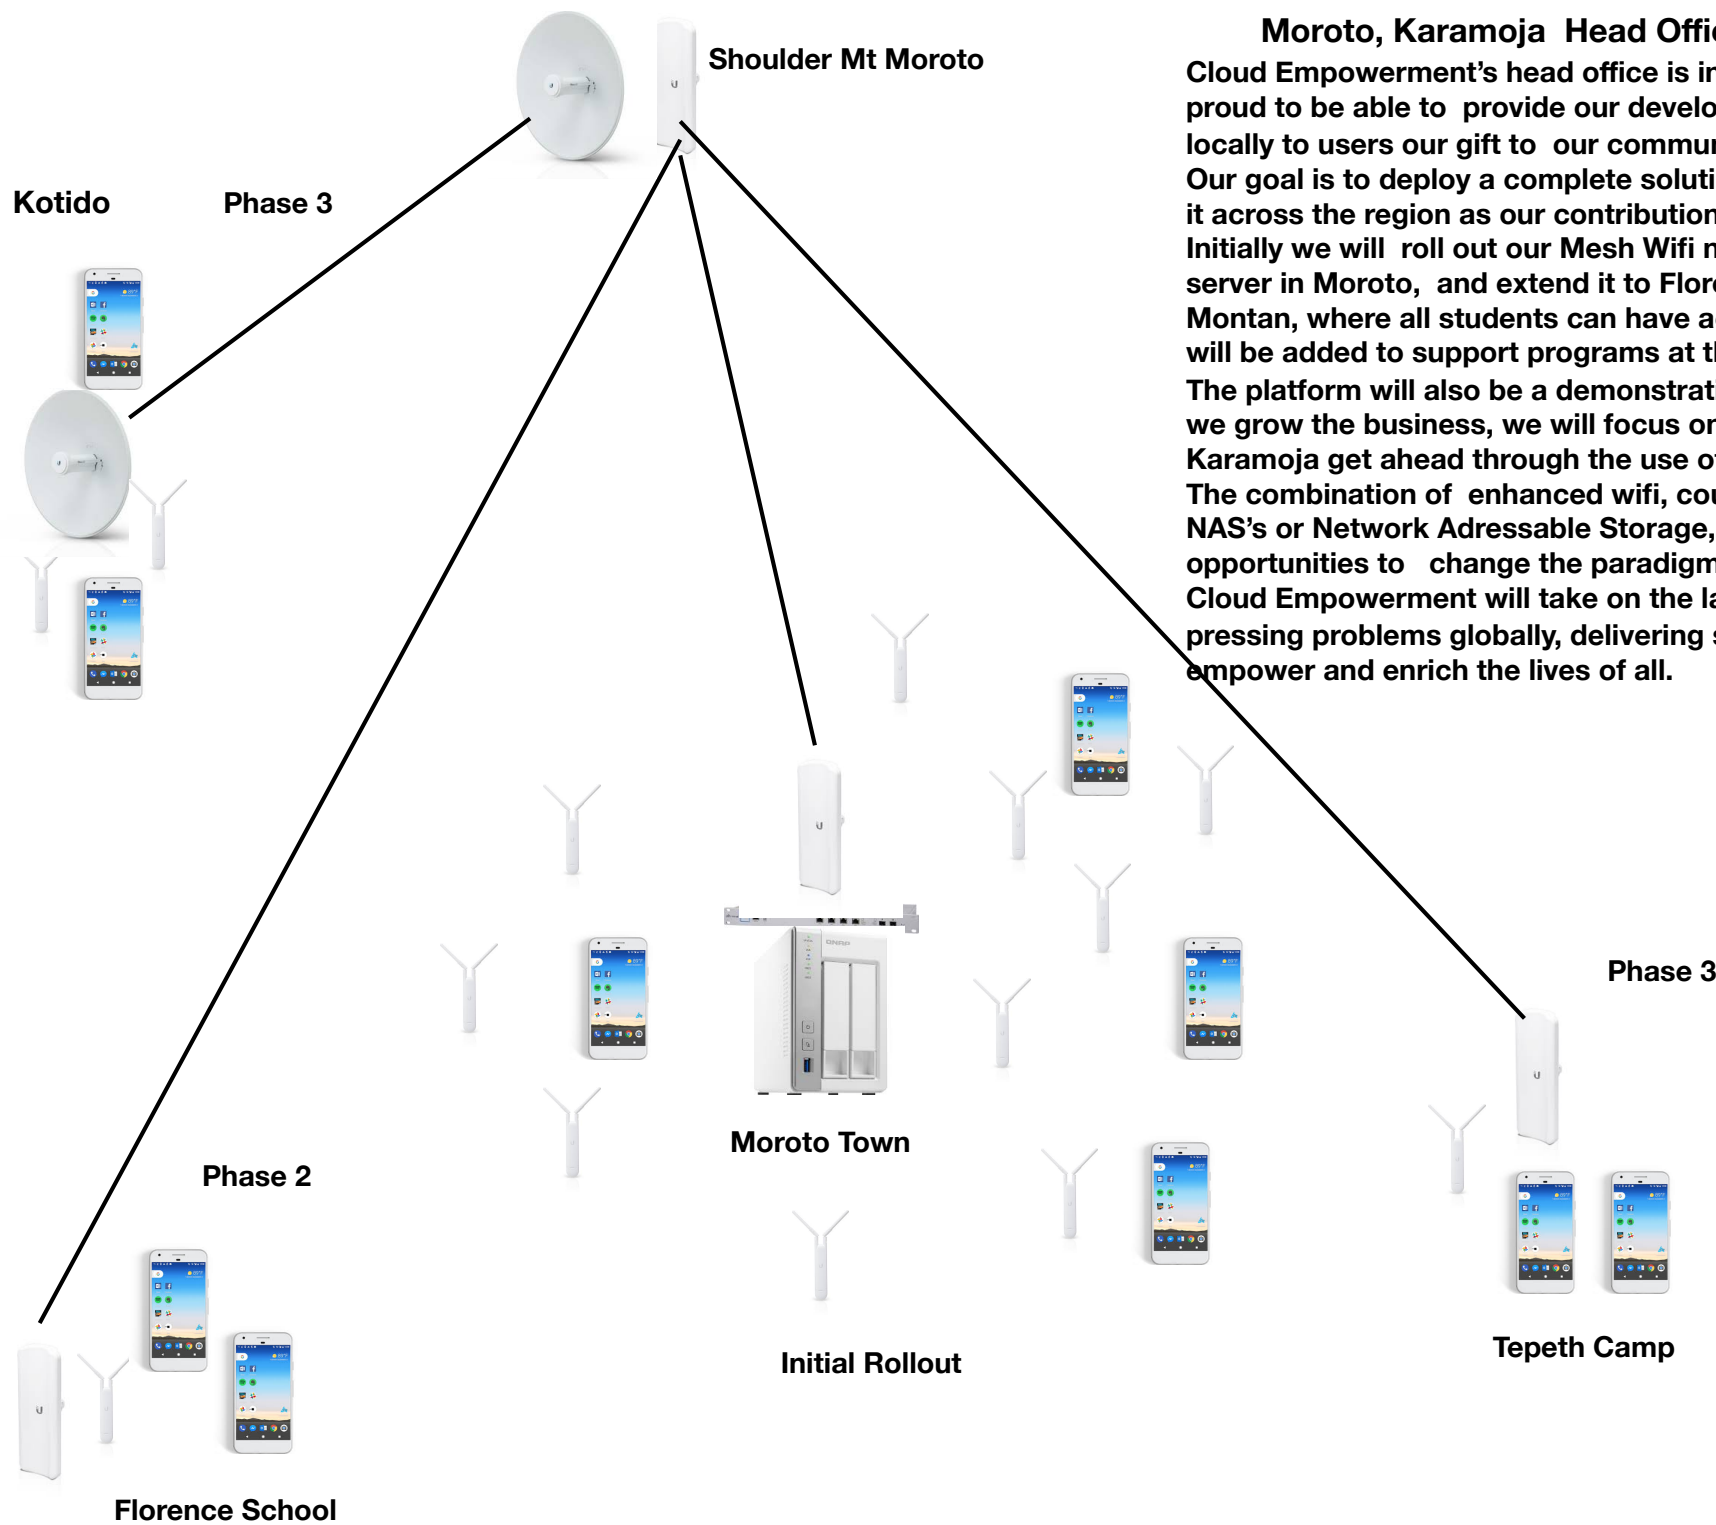 Moroto, Karamoja  Head
Cloud Empowerment’s head office is
proud to be able to  provide our
locally to users our gift to  our
Our goal is to deploy a complete
it across the region as our contribution
Initially we will  roll out our Mesh Wifi
server in Moroto,  and extend it to
Montan, where all students can have
will be added to support programs at
The platform will also be a
we grow the business, we will focus
Karamoja get ahead through the use
The combination of  enhanced wifi,
NAS’s or Network Adressable Storage,
opportunities to   change the paradigm
Cloud Empowerment will take on the
pressing problems globally, delivering
empower and enrich the lives of all.
Shoulder Mt Moroto
Kotido
Phase 3
QNAP
Moroto Town
Initial Rollout
Phase 2
Florence School
Phase 3
Tepeth Camp